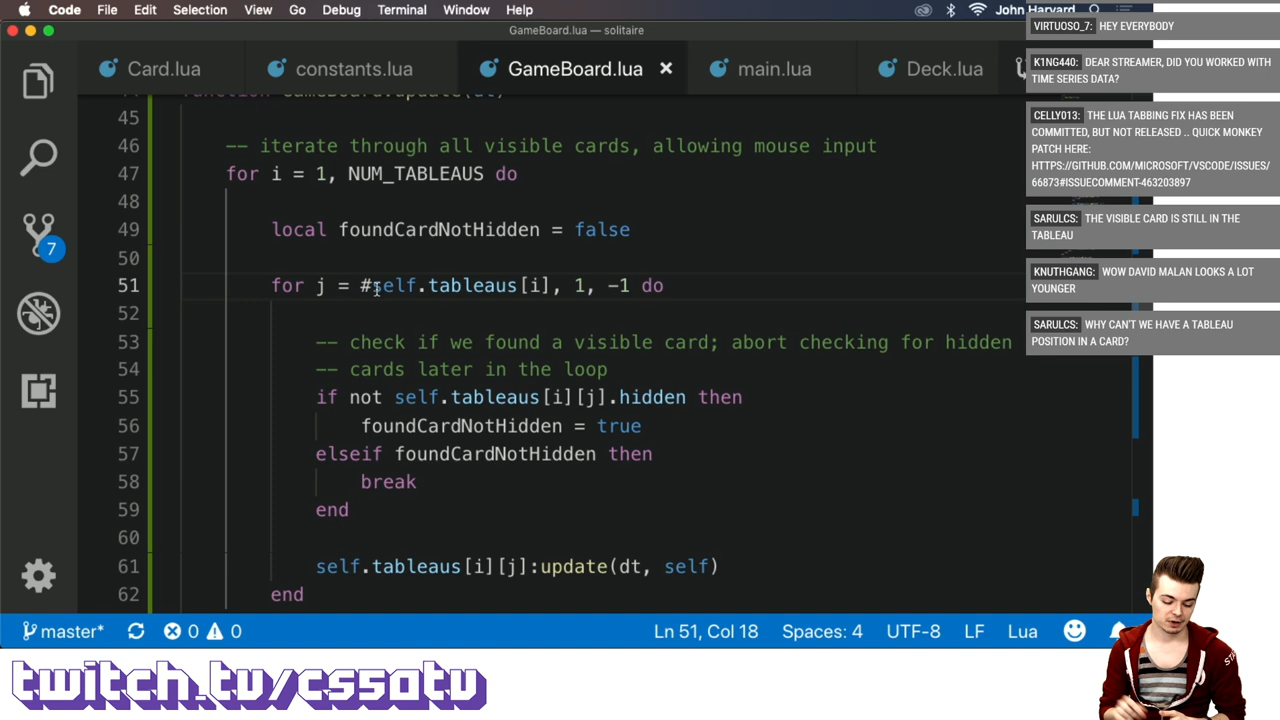 Code File Edit Selection View Go Debug Terminal Window Help John Harvard
GameBoard.lua — solitaire
Card.lua constants.lua GameBoard.lua main.lua Deck.lua
45
46 -- iterate through all visible cards, allowing mouse input
47 for i = 1, NUM_TABLEAUS do
48
49 local foundCardNotHidden = false
50
51 for j = #self.tableaus[i], 1, -1 do
52
53 -- check if we found a visible card; abort checking for hidden
54 -- cards later in the loop
55 if not self.tableaus[i][j].hidden then
56 foundCardNotHidden = true
57 elseif foundCardNotHidden then
58 break
59 end
60
61 self.tableaus[i][j]:update(dt, self)
62 end
7
master* 0 0 Ln 51, Col 18 Spaces: 4 UTF-8 LF Lua
VIRTUOSO_7: HEY EVERYBODY
K1NG440: DEAR STREAMER, DID YOU WORKED WITH
TIME SERIES DATA?
CELLY013: THE LUA TABBING FIX HAS BEEN
COMMITTED, BUT NOT RELEASED .. QUICK MONKEY
PATCH HERE:
HTTPS://GITHUB.COM/MICROSOFT/VSCODE/ISSUES/
66873#ISSUECOMMENT-463203897
SARULCS: THE VISIBLE CARD IS STILL IN THE
TABLEAU
KNUTHGANG: WOW DAVID MALAN LOOKS A LOT
YOUNGER
SARULCS: WHY CAN'T WE HAVE A TABLEAU
POSITION IN A CARD?
twitch.tv/cs50tv